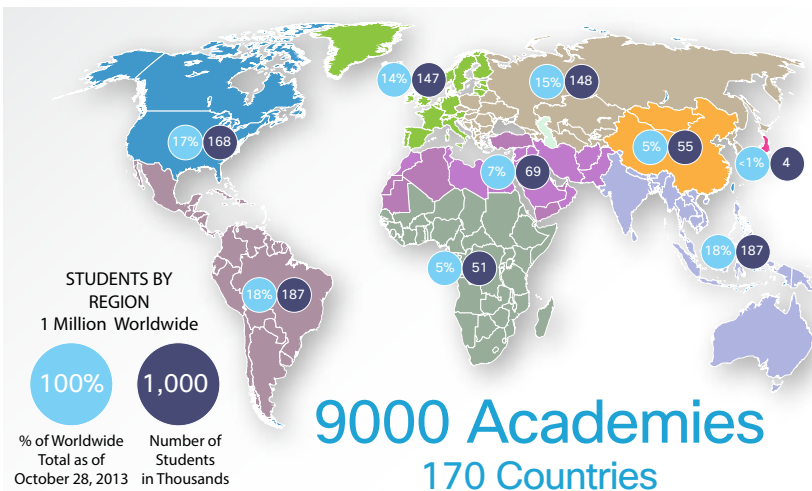 14% 147
15% 148
17% 168
5% 55
<1% 4
7% 69
18% 187
5% 51
18% 187
STUDENTS BY
REGION
1 Million Worldwide
100% 1,000
% of Worldwide
Total as of
October 28, 2013
Number of
Students
in Thousands
9000 Academies
170 Countries